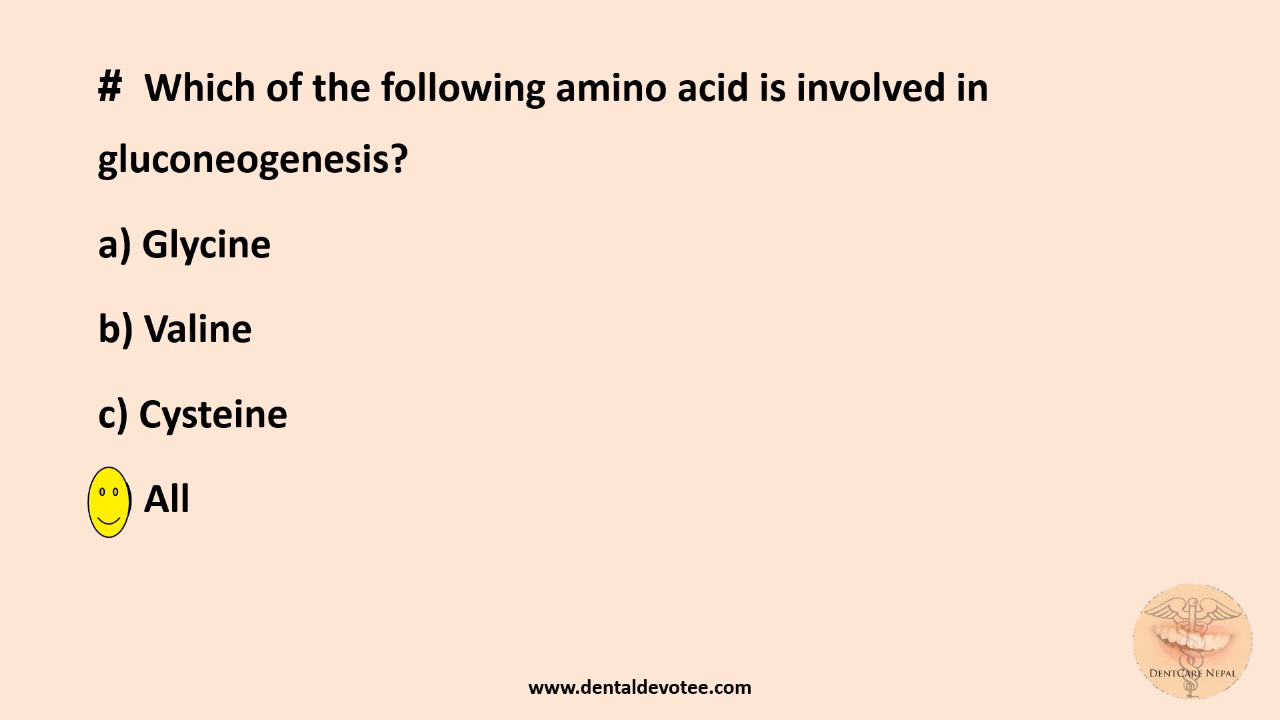 # Which of the following amino acid is involved in
gluconeogenesis?
a) Glycine
b) Valine
c) Cysteine
All
DentCare Nepal
www.dentaldevotee.com